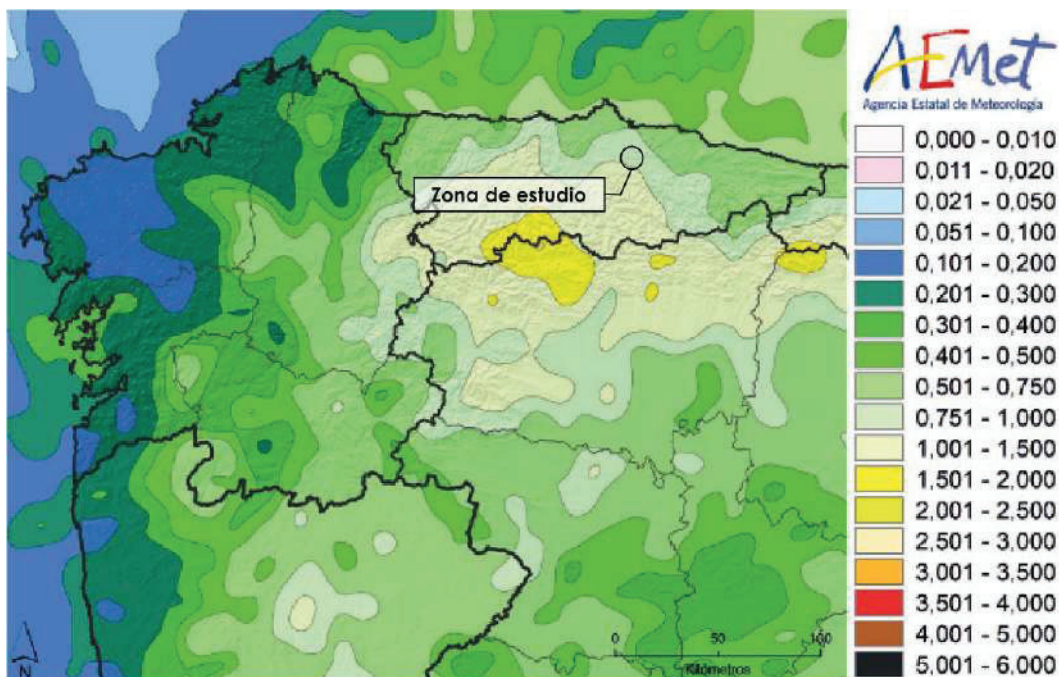 AEMet
Agencia Estatal de Meteorología
Zona de estudio
0,000 - 0,010
0,011 - 0,020
0,021 - 0,050
0,051 - 0,100
0,101 - 0,200
0,201 - 0,300
0,301 - 0,400
0,401 - 0,500
0,501 - 0,750
0,751 - 1,000
1,001 - 1,500
1,501 - 2,000
2,001 - 2,500
2,501 - 3,000
3,001 - 3,500
3,501 - 4,000
4,001 - 5,000
5,001 - 6,000
0 50 100
Kilómetros
N